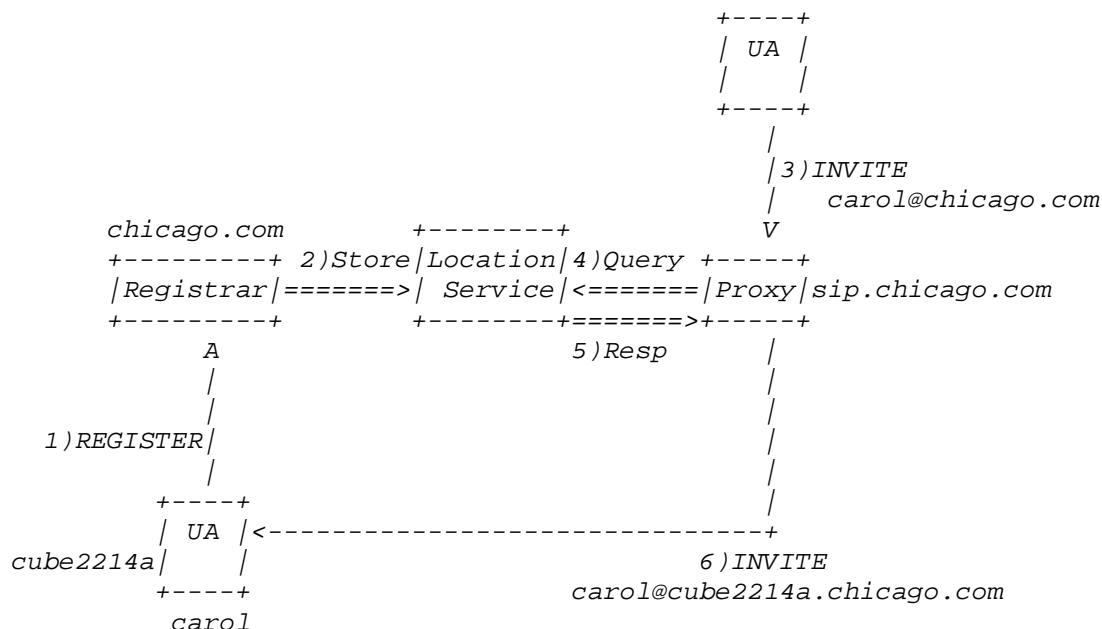 +----+
                                                 | UA |
                                                 |    |
                                                 +----+
                                                    |
                                                    |3)INVITE
                                                    |   carol@chicago.com
      chicago.com               +--------+          V
      +---------+ 2)Store|Location|4)Query +-----+
      |Registrar|=======>| Service|<=======|Proxy|sip.chicago.com
      +---------+        +--------+=======>+-----+
           A                       5)Resp      |
           |                                   |
           |                                   |
 1)REGISTER|                                   |
           |                                   |
        +----+                                 |
        | UA |<--------------------------------+
cube2214a|    |                            6)INVITE
        +----+                    carol@cube2214a.chicago.com
         carol